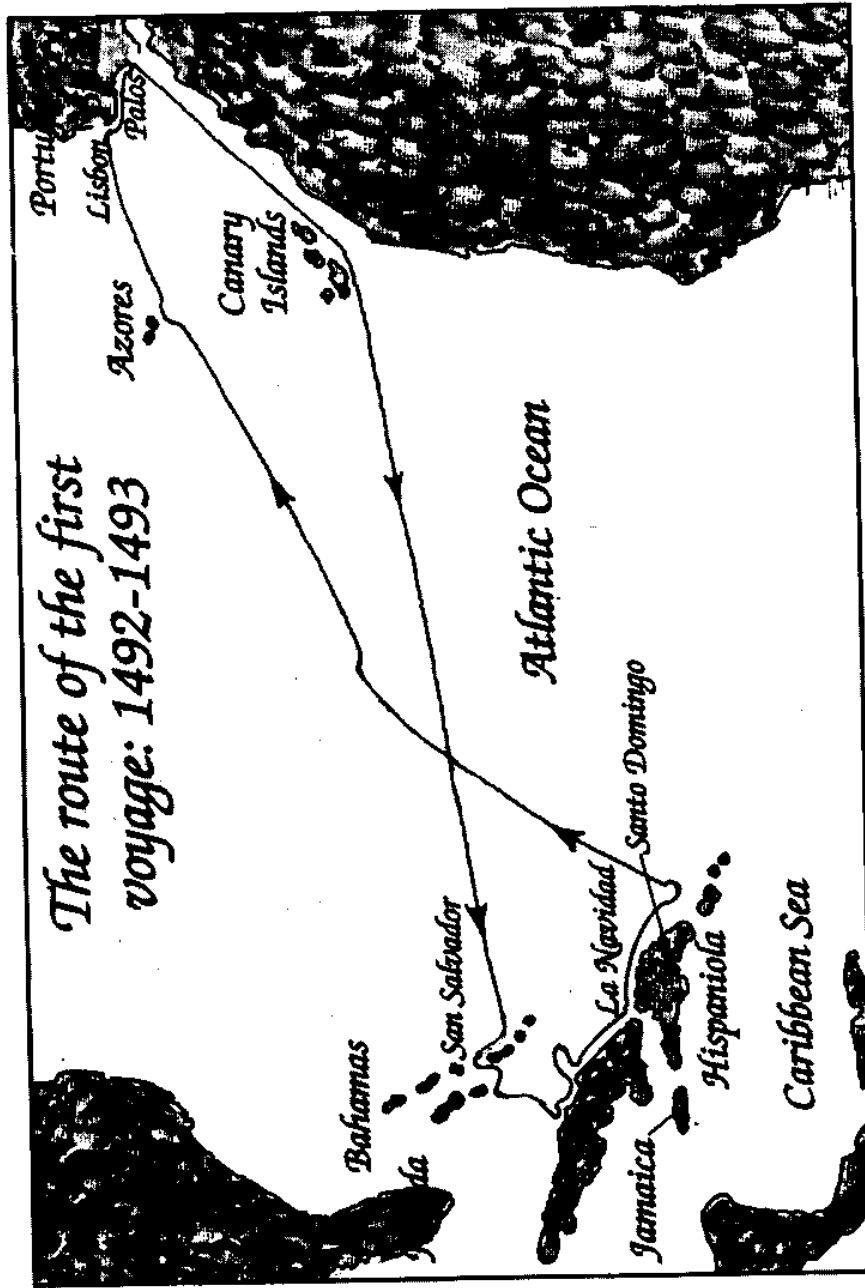 The route of the first
voyage: 1492-1493
Portu
Lisbon
Palos
Azores
Canary
Islands
Atlantic Ocean
Bahamas
San Salvador
La Navidad
Santo Domingo
Hispaniola
Jamaica
Caribbean Sea